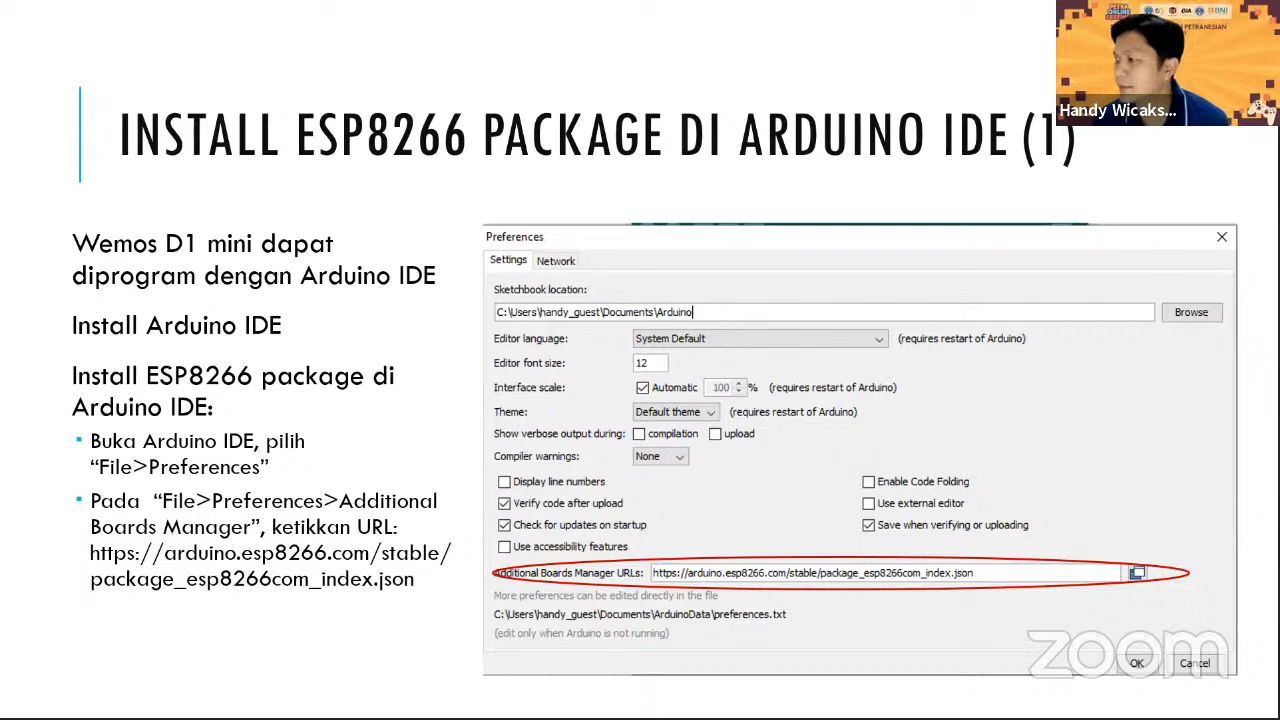 PETRA
ONLINE
BNI
PETRANESIAN
Handy Wicaks...
INSTALL ESP8266 PACKAGE DI ARDUINO IDE (1)
Wemos D1 mini dapat
diprogram dengan Arduino IDE
Install Arduino IDE
Install ESP8266 package di
Arduino IDE:
Buka Arduino IDE, pilih
“File>Preferences”
Pada “File>Preferences>Additional
Boards Manager”, ketikkan URL:
https://arduino.esp8266.com/stable/
package_esp8266com_index.json
Preferences
Settings Network
Sketchbook location:
C:\Users\handy_guest\Documents\Arduino
Browse
Editor language: System Default (requires restart of Arduino)
Editor font size: 12
Interface scale: Automatic 100 % (requires restart of Arduino)
Theme: Default theme (requires restart of Arduino)
Show verbose output during: compilation upload
Compiler warnings: None
Display line numbers Enable Code Folding
Verify code after upload Use external editor
Check for updates on startup Save when verifying or uploading
Use accessibility features
Additional Boards Manager URLs: https://arduino.esp8266.com/stable/package_esp8266com_index.json
More preferences can be edited directly in the file
C:\Users\handy_guest\Documents\ArduinoData\preferences.txt
(edit only when Arduino is not running)
zoom
OK Cancel